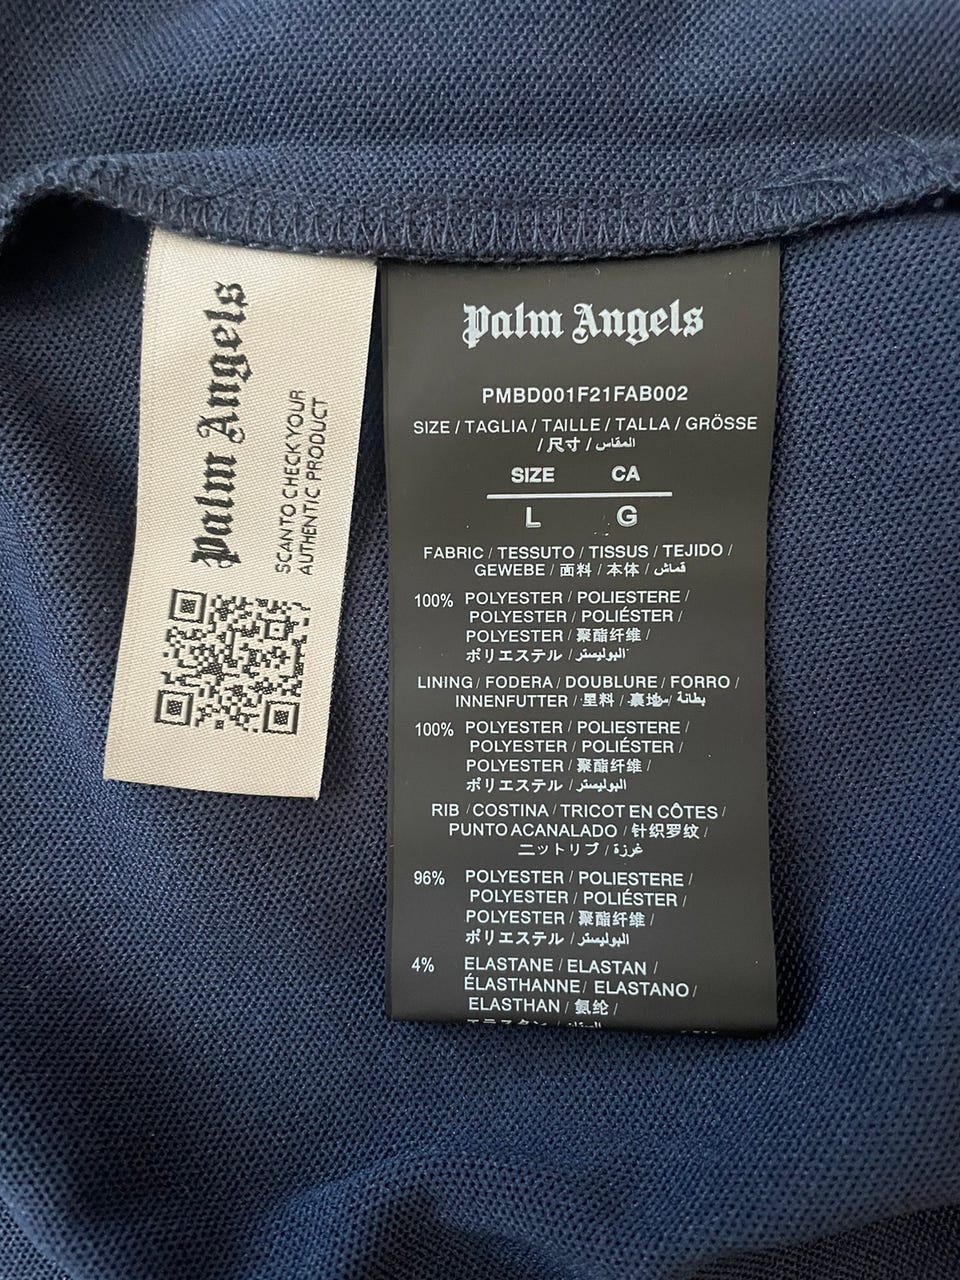 Palm Angels
SCAN TO CHECK YOUR
AUTHENTIC PRODUCT
Palm Angels
PMBD001F21FAB002
SIZE / TAGLIA / TAILLE / TALLA / GRÖSSE
/ 尺寸 / المقاس
SIZE CA
L G
FABRIC / TESSUTO / TISSUS / TEJIDO /
GEWEBE / 面料 / 本体 / قماش
100% POLYESTER / POLIESTERE /
POLYESTER / POLIÉSTER /
POLYESTER / 聚酯纤维 /
ポリエステル / البوليستر
LINING / FODERA / DOUBLURE / FORRO /
INNENFUTTER / 里料 / 裏地 / بطانة
100% POLYESTER / POLIESTERE /
POLYESTER / POLIÉSTER /
POLYESTER / 聚酯纤维 /
ポリエステル / البوليستر
RIB / COSTINA / TRICOT EN CÔTES /
PUNTO ACANALADO / 针织罗纹 /
ニットリブ / غرزة
96% POLYESTER / POLIESTERE /
POLYESTER / POLIÉSTER /
POLYESTER / 聚酯纤维 /
ポリエステル / البوليستر
4% ELASTANE / ELASTAN /
ÉLASTHANNE / ELASTANO /
ELASTHAN / 氨纶 /